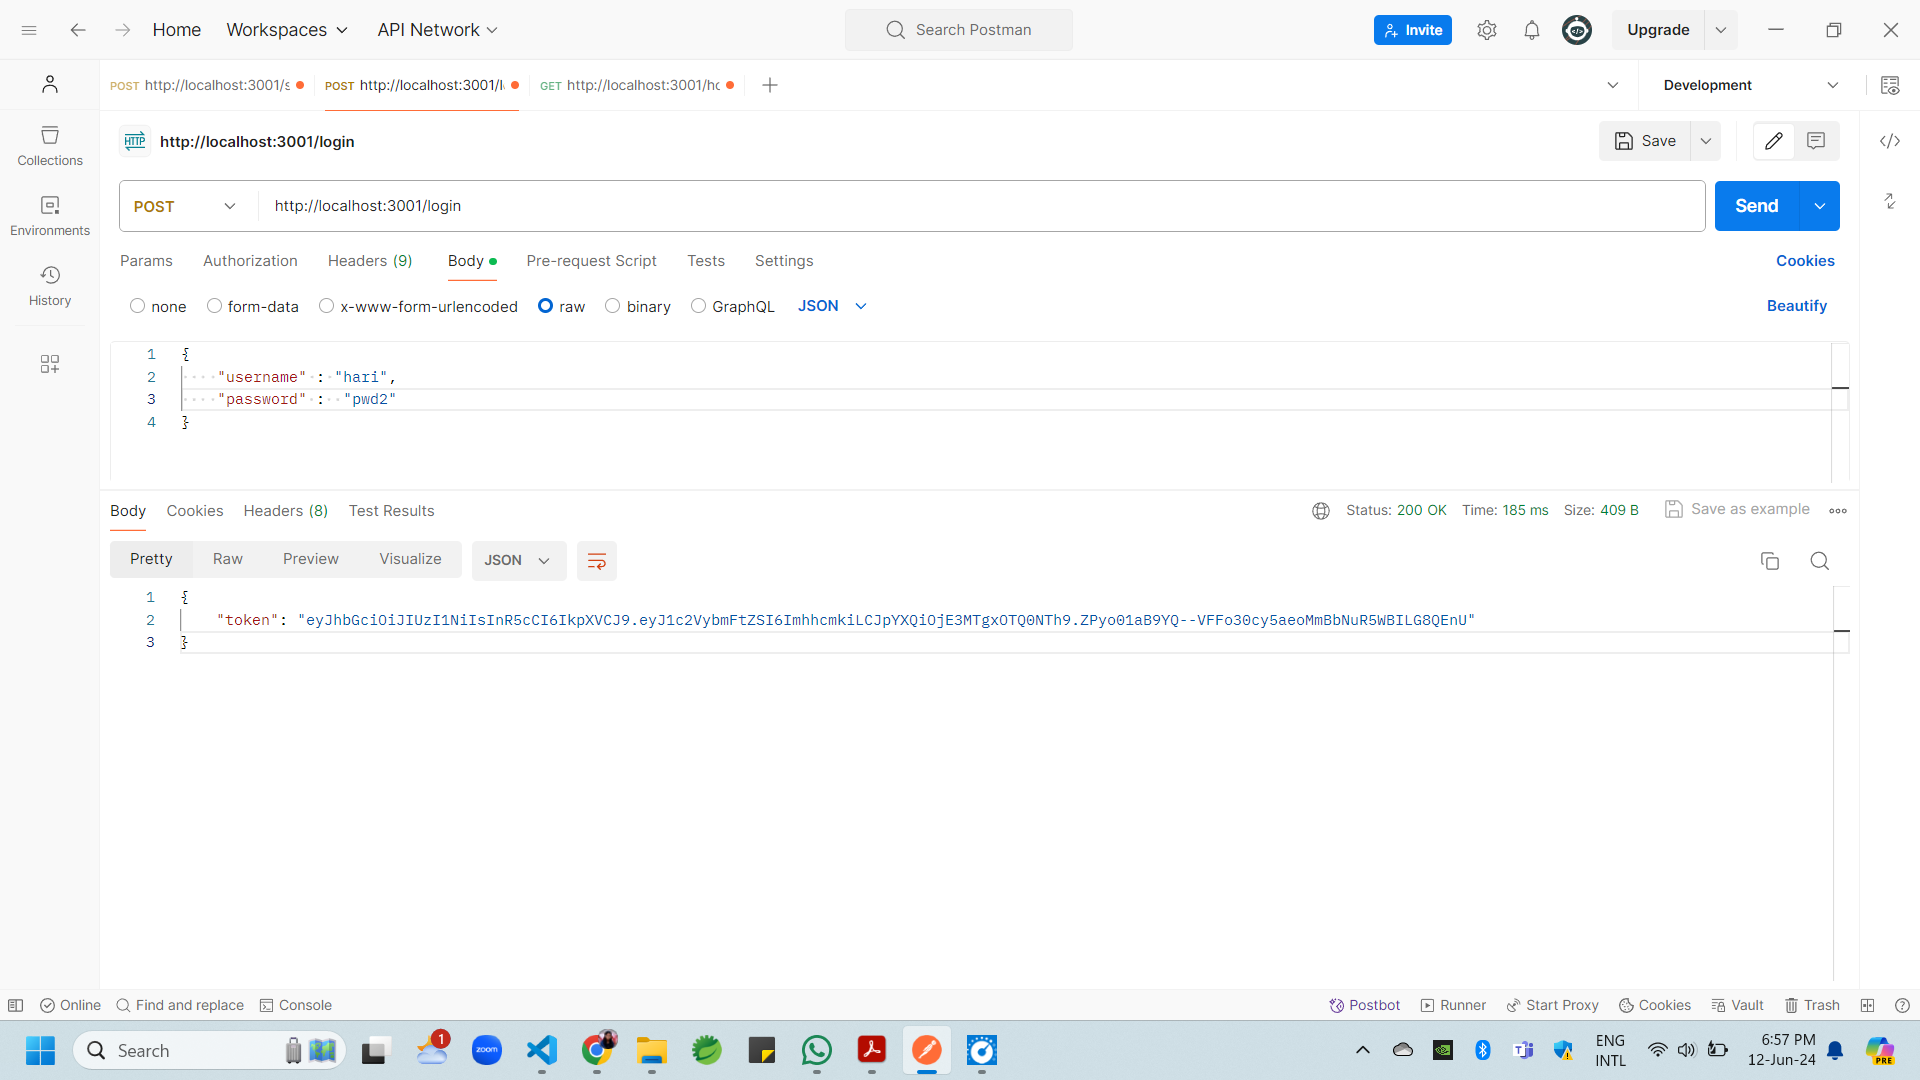 Home Workspaces API Network Search Postman Invite Upgrade
POST http://localhost:3001/s POST http://localhost:3001/l GET http://localhost:3001/hc Development
HTTP http://localhost:3001/login Save
Collections
Environments
History
POST http://localhost:3001/login Send
Params Authorization Headers (9) Body Pre-request Script Tests Settings Cookies
none form-data x-www-form-urlencoded raw binary GraphQL JSON Beautify
1 {
2 "username" : "hari",
3 "password" : "pwd2"
4 }
Body Cookies Headers (8) Test Results Status: 200 OK Time: 185 ms Size: 409 B Save as example
Pretty Raw Preview Visualize JSON
1 {
2 "token": "eyJhbGciOiJIUzI1NiIsInR5cCI6IkpXVCJ9.eyJ1c2VybmFtZSI6ImhhcmkiLCJpYXQiOjE3MTgxOTQ0NTh9.ZPyo01aB9YQ--VFFo30cy5aeoMmBbNuR5WBILG8QEnU"
3 }
Online Find and replace Console Postbot Runner Start Proxy Cookies Vault Trash
Search 1 zoom ENG INTL 6:57 PM 12-Jun-24 PRE